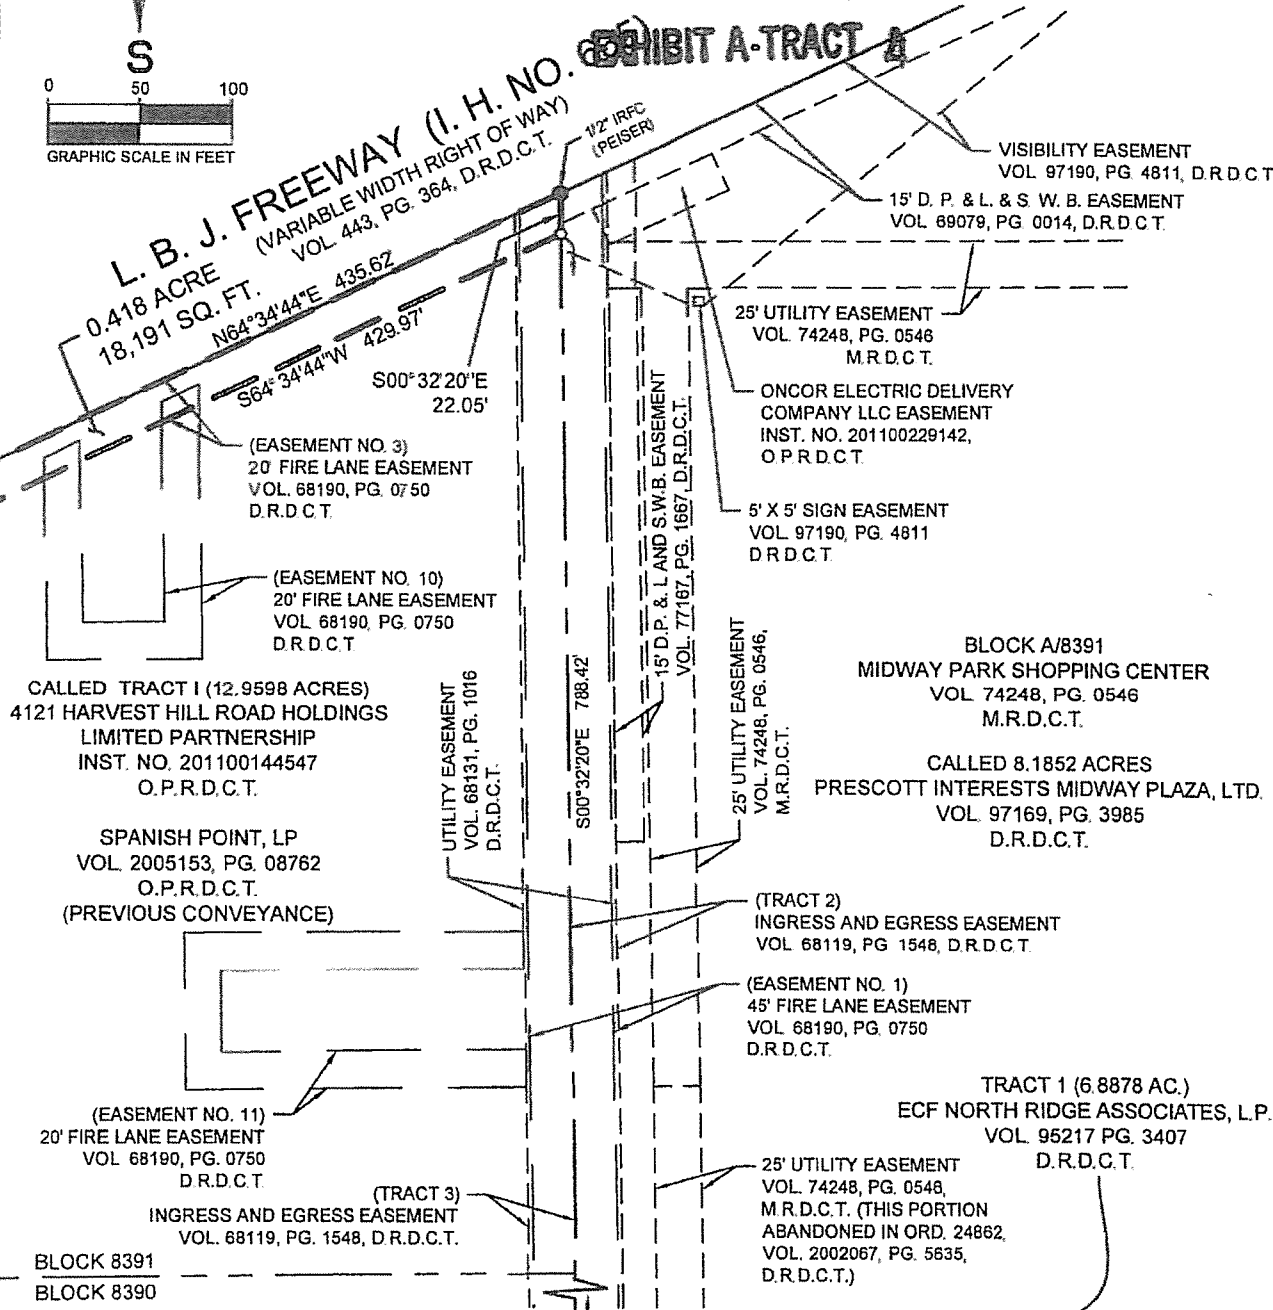 S
0 50 100
GRAPHIC SCALE IN FEET
EXHIBIT A-TRACT 4
L. B. J. FREEWAY (I. H. NO. 635)
(VARIABLE WIDTH RIGHT OF WAY)
VOL. 443, PG. 364, D.R.D.C.T.
1/2" IRFC
(PEISER)
0.418 ACRE
18,191 SQ. FT.
N64°34'44"E 435.62'
S64°34'44"W 429.97'
S00°32'20"E
22.05'
VISIBILITY EASEMENT
VOL 97190, PG. 4811, D.R.D.C.T
15' D. P. & L. & S. W. B. EASEMENT
VOL 69079, PG 0014, D.R.D.C.T.
25' UTILITY EASEMENT
VOL. 74248, PG. 0546
M.R.D.C.T.
ONCOR ELECTRIC DELIVERY
COMPANY LLC EASEMENT
INST. NO. 201100229142,
O.P.R.D.C.T.
5' X 5' SIGN EASEMENT
VOL 97190, PG. 4811
D R D.C.T.
(EASEMENT NO. 3)
20' FIRE LANE EASEMENT
VOL. 68190, PG. 0750
D.R.D.C.T.
(EASEMENT NO. 10)
20' FIRE LANE EASEMENT
VOL 68190, PG. 0750
D.R.D.C.T.
15' D.P. & L AND S.W.B. EASEMENT
VOL. 77167, PG. 1667, D.R.D.C.T.
CALLED TRACT I (12.9598 ACRES)
4121 HARVEST HILL ROAD HOLDINGS
LIMITED PARTNERSHIP
INST. NO. 201100144547
O.P.R.D.C.T.
SPANISH POINT, LP
VOL. 2005153, PG. 08762
O.P.R.D.C.T.
(PREVIOUS CONVEYANCE)
UTILITY EASEMENT
VOL. 68131, PG. 1016
D.R.D.C.T.
S00°32'20"E 788.42'
25' UTILITY EASEMENT
VOL. 74248, PG. 0546,
M.R.D.C.T.
BLOCK A/8391
MIDWAY PARK SHOPPING CENTER
VOL 74248, PG. 0546
M.R.D.C.T.
CALLED 8.1852 ACRES
PRESCOTT INTERESTS MIDWAY PLAZA, LTD.
VOL. 97169, PG. 3985
D.R.D.C.T.
(TRACT 2)
INGRESS AND EGRESS EASEMENT
VOL 68119, PG 1548, D.R.D.C.T.
(EASEMENT NO. 1)
45' FIRE LANE EASEMENT
VOL 68190, PG. 0750
D.R.D.C.T.
(EASEMENT NO. 11)
20' FIRE LANE EASEMENT
VOL 68190, PG. 0750
D.R.D.C.T.
TRACT 1 (6.8878 AC.)
ECF NORTH RIDGE ASSOCIATES, L.P.
VOL. 95217 PG. 3407
D.R.D.C.T.
(TRACT 3)
INGRESS AND EGRESS EASEMENT
VOL. 68119, PG. 1548, D.R.D.C.T.
25' UTILITY EASEMENT
VOL. 74248, PG. 0546,
M.R.D.C.T. (THIS PORTION
ABANDONED IN ORD. 24862,
VOL. 2002067, PG. 5635,
D.R.D.C.T.)
BLOCK 8391
BLOCK 8390